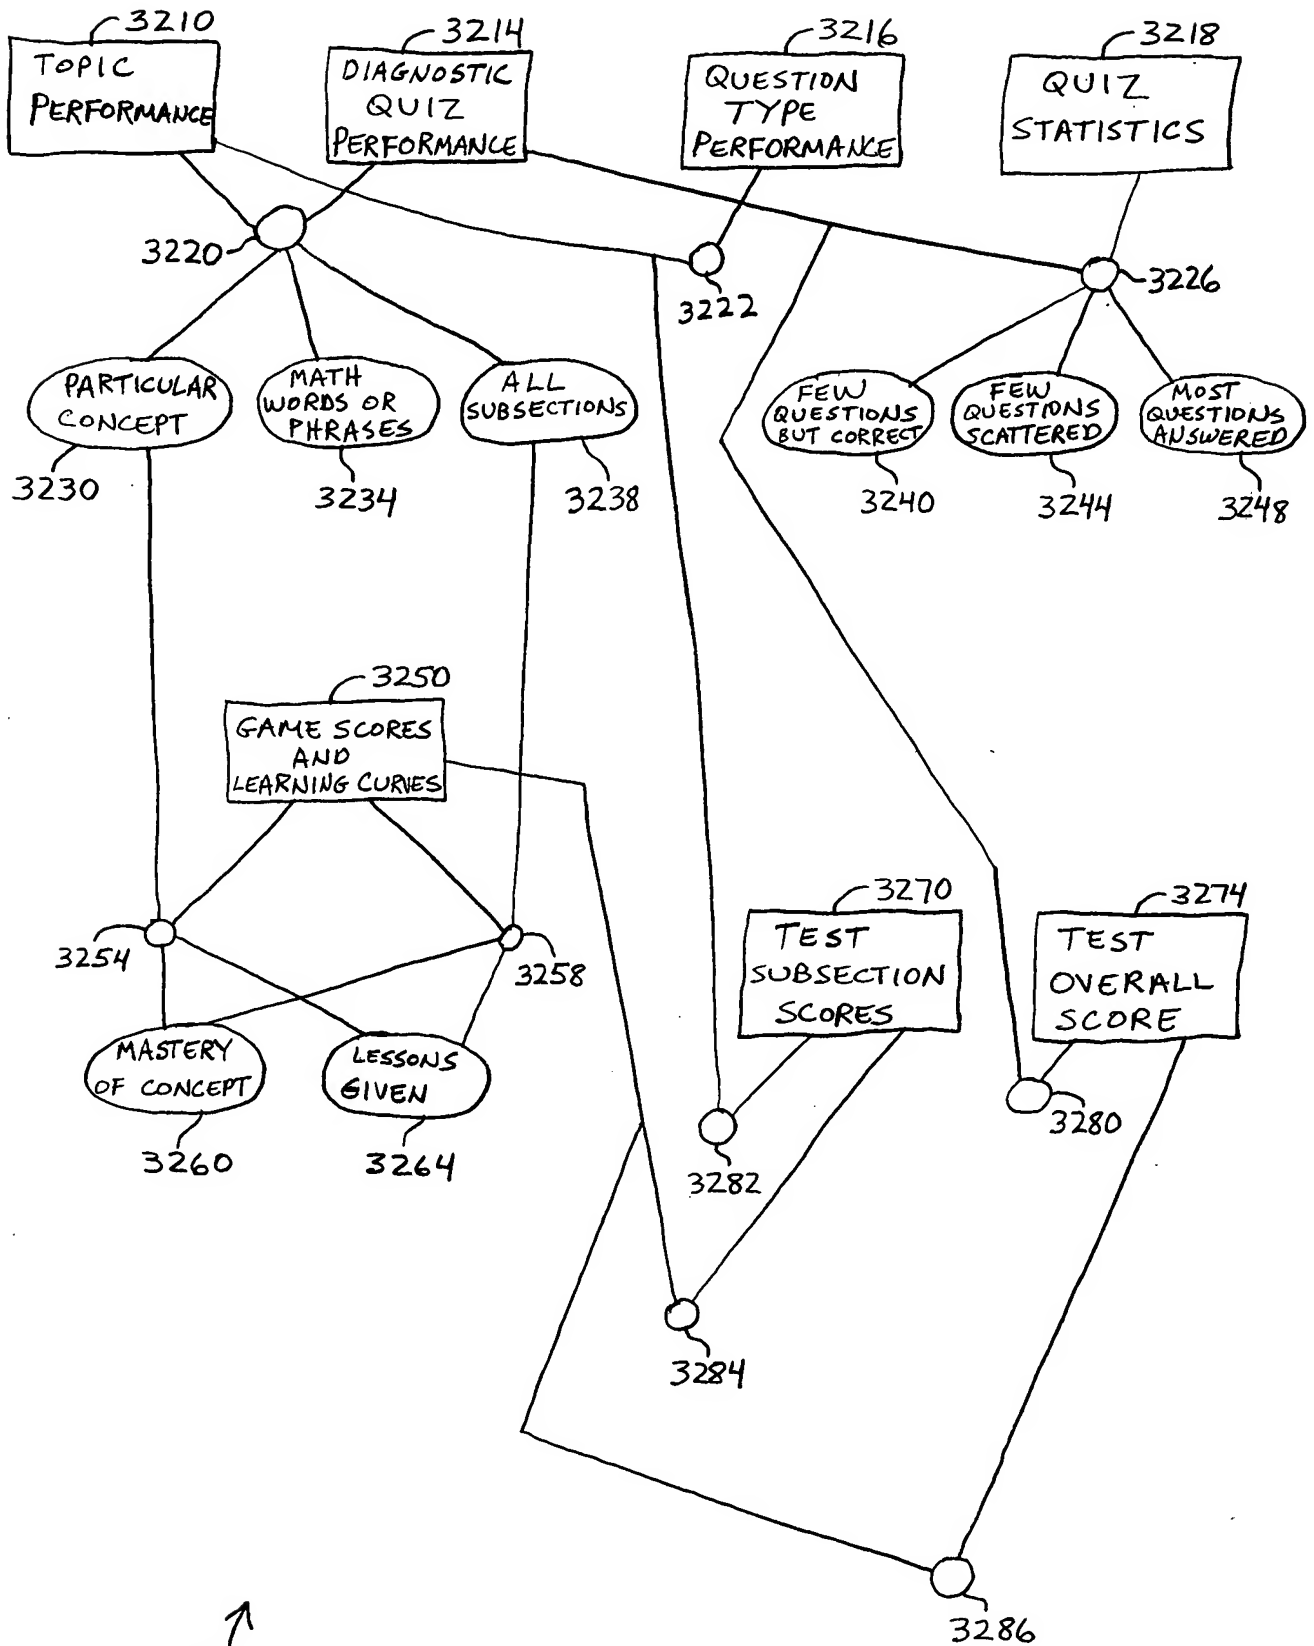 3210
3214
3216
3218
TOPIC
PERFORMANCE
DIAGNOSTIC
QUIZ
PERFORMANCE
QUESTION
TYPE
PERFORMANCE
QUIZ
STATISTICS
3220
3222
3226
PARTICULAR
CONCEPT
MATH
WORDS OR
PHRASES
ALL
SUBSECTIONS
FEW
QUESTIONS
BUT CORRECT
FEW
QUESTIONS
SCATTERED
MOST
QUESTIONS
ANSWERED
3230
3234
3238
3240
3244
3248
3250
GAME SCORES
AND
LEARNING CURVES
3270
3274
TEST
SUBSECTION
SCORES
TEST
OVERALL
SCORE
3254
3258
MASTERY
OF CONCEPT
LESSONS
GIVEN
3260
3264
3280
3282
3284
3286